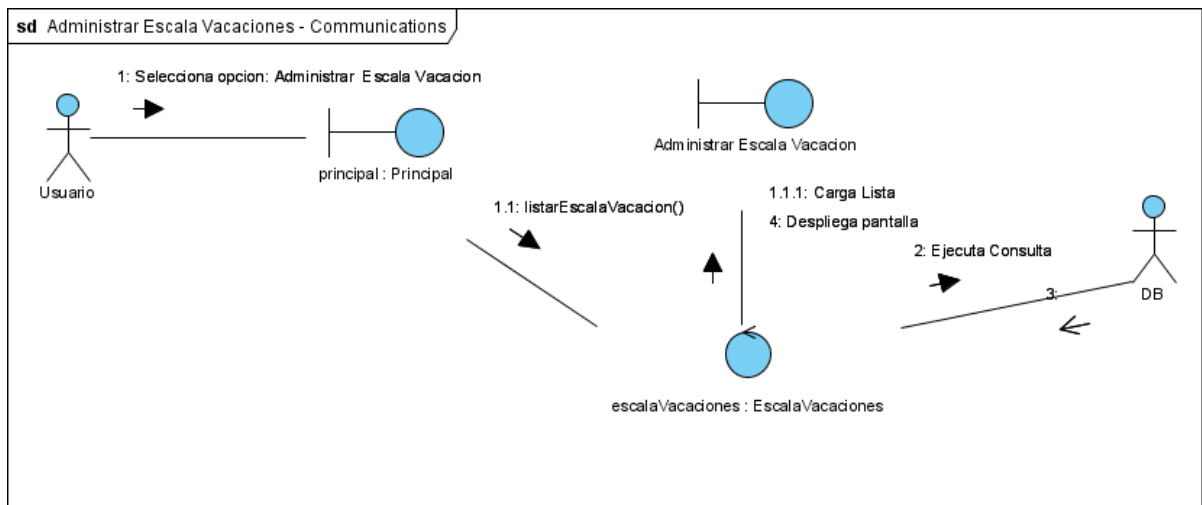 sd Administrar Escala Vacaciones - Communications
1: Selecciona opcion: Administrar Escala Vacacion
Usuario
principal : Principal
Administrar Escala Vacacion
1.1: listarEscalaVacacion()
1.1.1: Carga Lista
4: Despliega pantalla
2: Ejecuta Consulta
3:
DB
escalaVacaciones : EscalaVacaciones